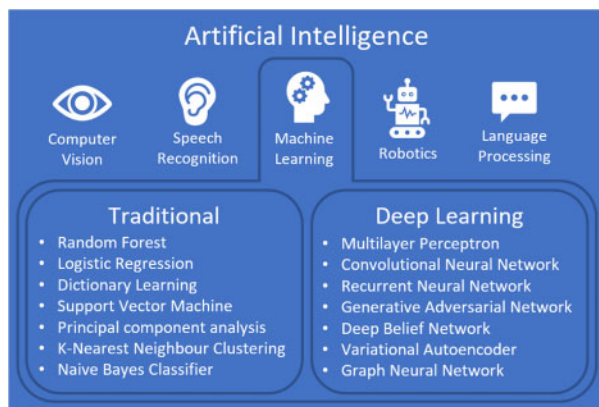 Artificial Intelligence
Computer
Vision
Speech
Recognition
Machine
Learning
Robotics
Language
Processing
Traditional
• Random Forest
• Logistic Regression
• Dictionary Learning
• Support Vector Machine
• Principal component analysis
• K-Nearest Neighbour Clustering
• Naive Bayes Classifier
Deep Learning
• Multilayer Perceptron
• Convolutional Neural Network
• Recurrent Neural Network
• Generative Adversarial Network
• Deep Belief Network
• Variational Autoencoder
• Graph Neural Network